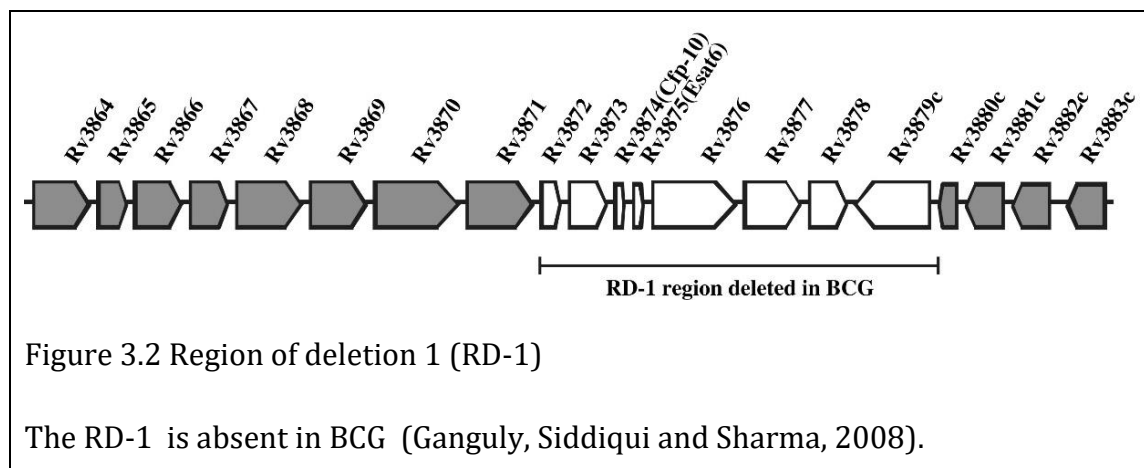 Rv3864
Rv3865
Rv3866
Rv3867
Rv3868
Rv3869
Rv3870
Rv3871
Rv3872
Rv3873
Rv3874(Cfp-10)
Rv3875(Esat6)
Rv3876
Rv3877
Rv3878
Rv3879c
Rv3880c
Rv3881c
Rv3882c
Rv3883c
RD-1 region deleted in BCG
Figure 3.2 Region of deletion 1 (RD-1)
The RD-1 is absent in BCG (Ganguly, Siddiqui and Sharma, 2008).